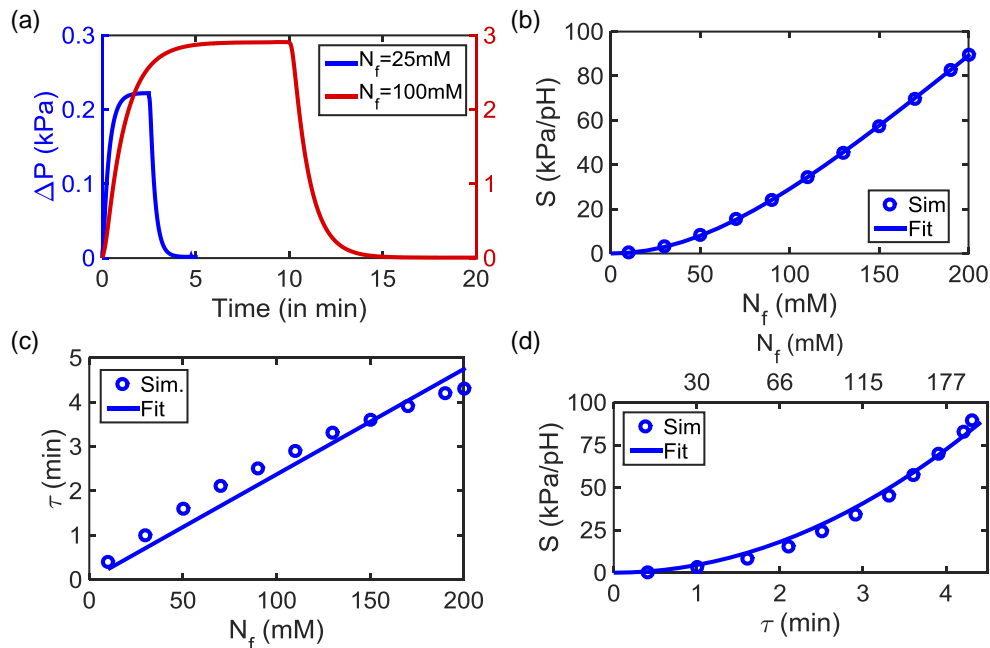 (a)
0.3
0.2
0.1
0
ΔP (kPa)
3
2
1
0
N_f=25mM
N_f=100mM
0 5 10 15 20
Time (in min)
(b)
100
80
60
40
20
0
S (kPa/pH)
Sim
Fit
0 50 100 150 200
N_f (mM)
(c)
5
4
3
2
1
0
τ (min)
Sim.
Fit
0 50 100 150 200
N_f (mM)
(d)
N_f (mM)
30 66 115 177
100
75
50
25
0
S (kPa/pH)
Sim
Fit
0 1 2 3 4
τ (min)